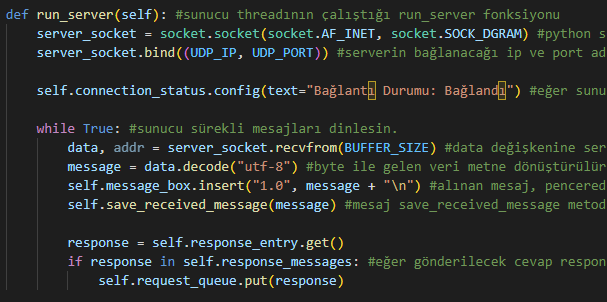 def run_server(self): #sunucu threadının çalıştığı run_server fonksiyonu
server_socket = socket.socket(socket.AF_INET, socket.SOCK_DGRAM) #python s
server_socket.bind((UDP_IP, UDP_PORT)) #serverin bağlanacağı ip ve port ad
self.connection_status.config(text="Bağlantı Durumu: Bağlandı") #eğer sunu
while True: #sunucu sürekli mesajları dinlesin.
data, addr = server_socket.recvfrom(BUFFER_SIZE) #data değişkenine ser
message = data.decode("utf-8") #byte ile gelen veri metne dönüştürülür
self.message_box.insert("1.0", message + "\n") #alınan mesaj, pencered
self.save_received_message(message) #mesaj save_received_message metod
response = self.response_entry.get()
if response in self.response_messages: #eğer gönderilecek cevap respon
self.request_queue.put(response)